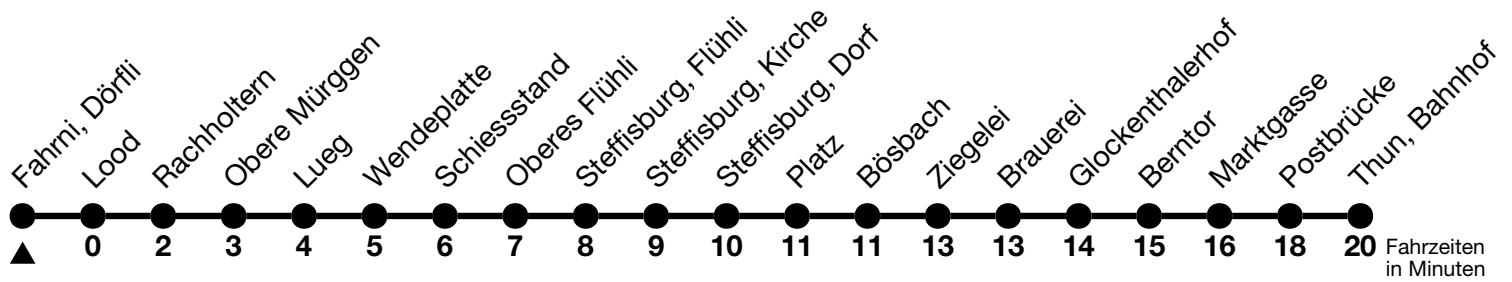 Fahrni, Dörfli
Lood
Rachholtern
Obere Mürggen
Lueg
Wendeplatte
Schiessstand
Oberes Flühli
Steffisburg, Flühli
Steffisburg, Kirche
Steffisburg, Dorf
Platz
Bösbach
Ziegelei
Brauerei
Glockenthalerhof
Berntor
Marktgasse
Postbrücke
Thun, Bahnhof
0 2 3 4 5 6 7 8 9 10 11 11 13 13 14 15 16 18 20
Fahrzeiten
in Minuten